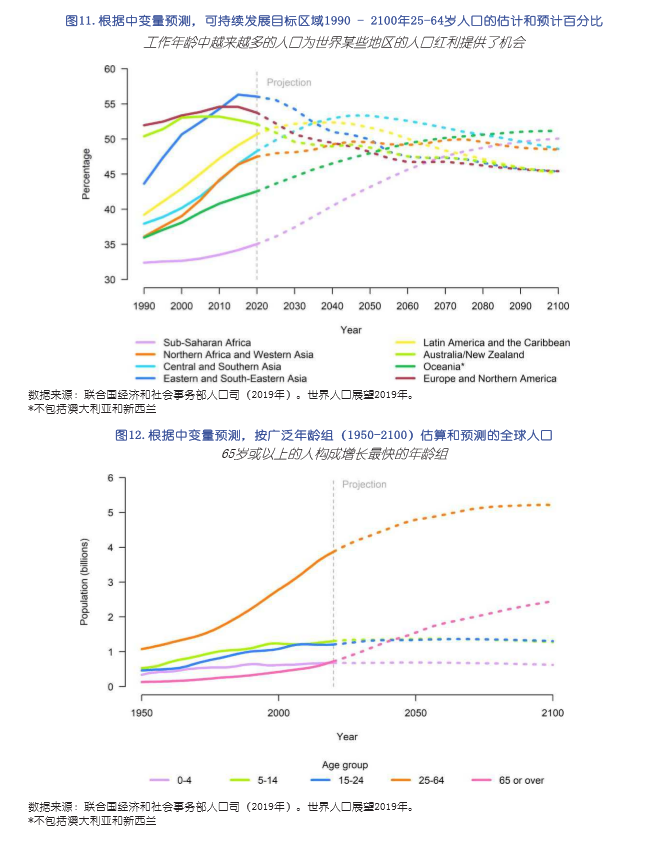 图11.根据中变量预测，可持续发展目标区域1990 - 2100年25-64岁人口的估计和预计百分比
工作年龄中越来越多的人口为世界某些地区的人口红利提供了机会
60
55
50
45
40
35
30
Percentage
Projection
1990 2000 2010 2020 2030 2040 2050 2060 2070 2080 2090 2100
Year
Sub-Saharan Africa
Northern Africa and Western Asia
Central and Southern Asia
Eastern and South-Eastern Asia
Latin America and the Caribbean
Australia/New Zealand
Oceania*
Europe and Northern America
数据来源：联合国经济和社会事务部人口司（2019年）。世界人口展望2019年。
*不包括澳大利亚和新西兰
图12.根据中变量预测，按广泛年龄组（1950-2100）估算和预测的全球人口
65岁或以上的人构成增长最快的年龄组
6
5
4
3
2
1
0
Population (billions)
Projection
1950 2000 2050 2100
Year
Age group
0-4 5-14 15-24 25-64 65 or over
数据来源：联合国经济和社会事务部人口司（2019年）。世界人口展望2019年。
*不包括澳大利亚和新西兰